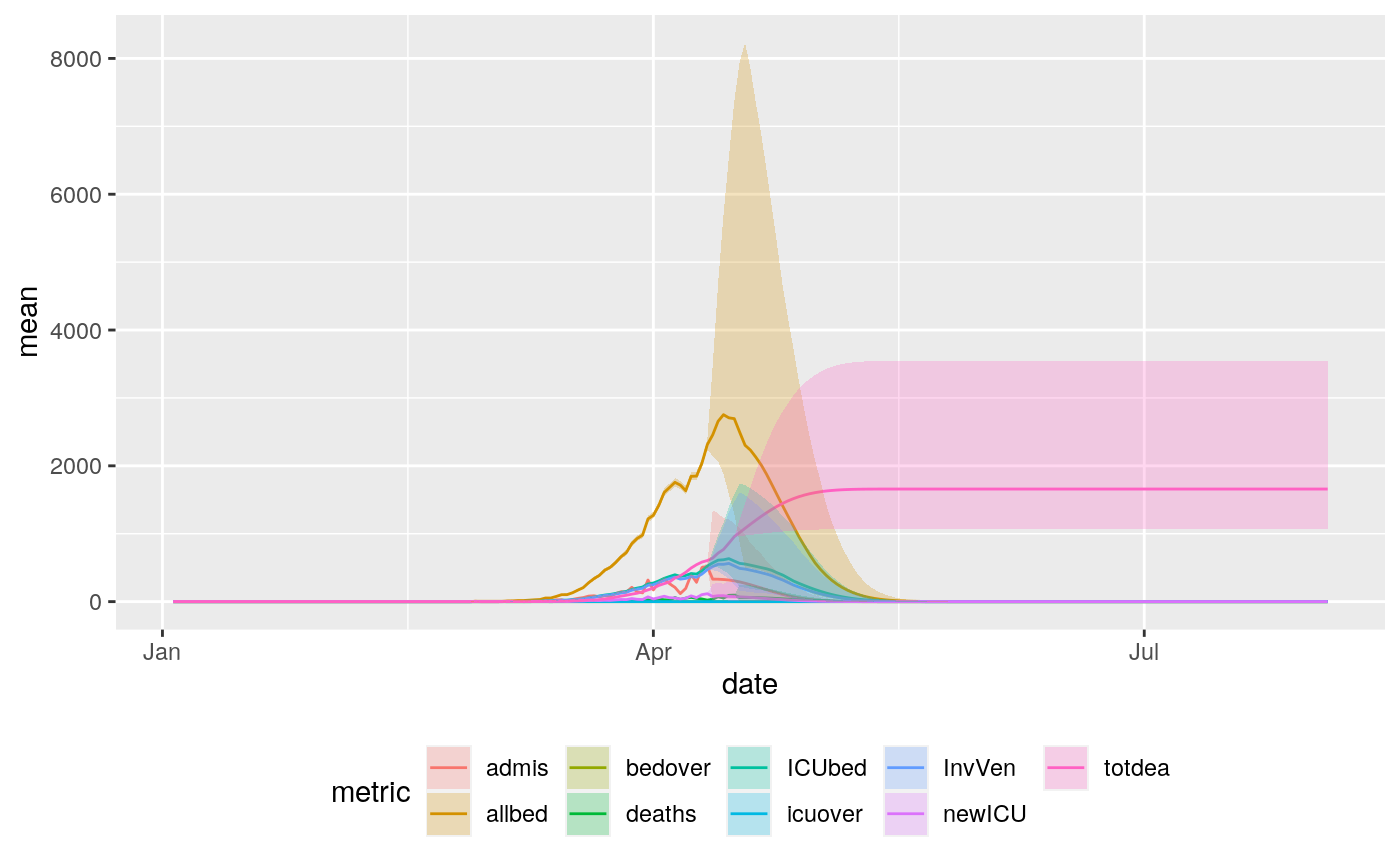 8000
6000
4000
2000
0
mean
Jan Apr Jul
date
metric
admis bedover ICUbed InvVen totdea
allbed deaths icuover newICU